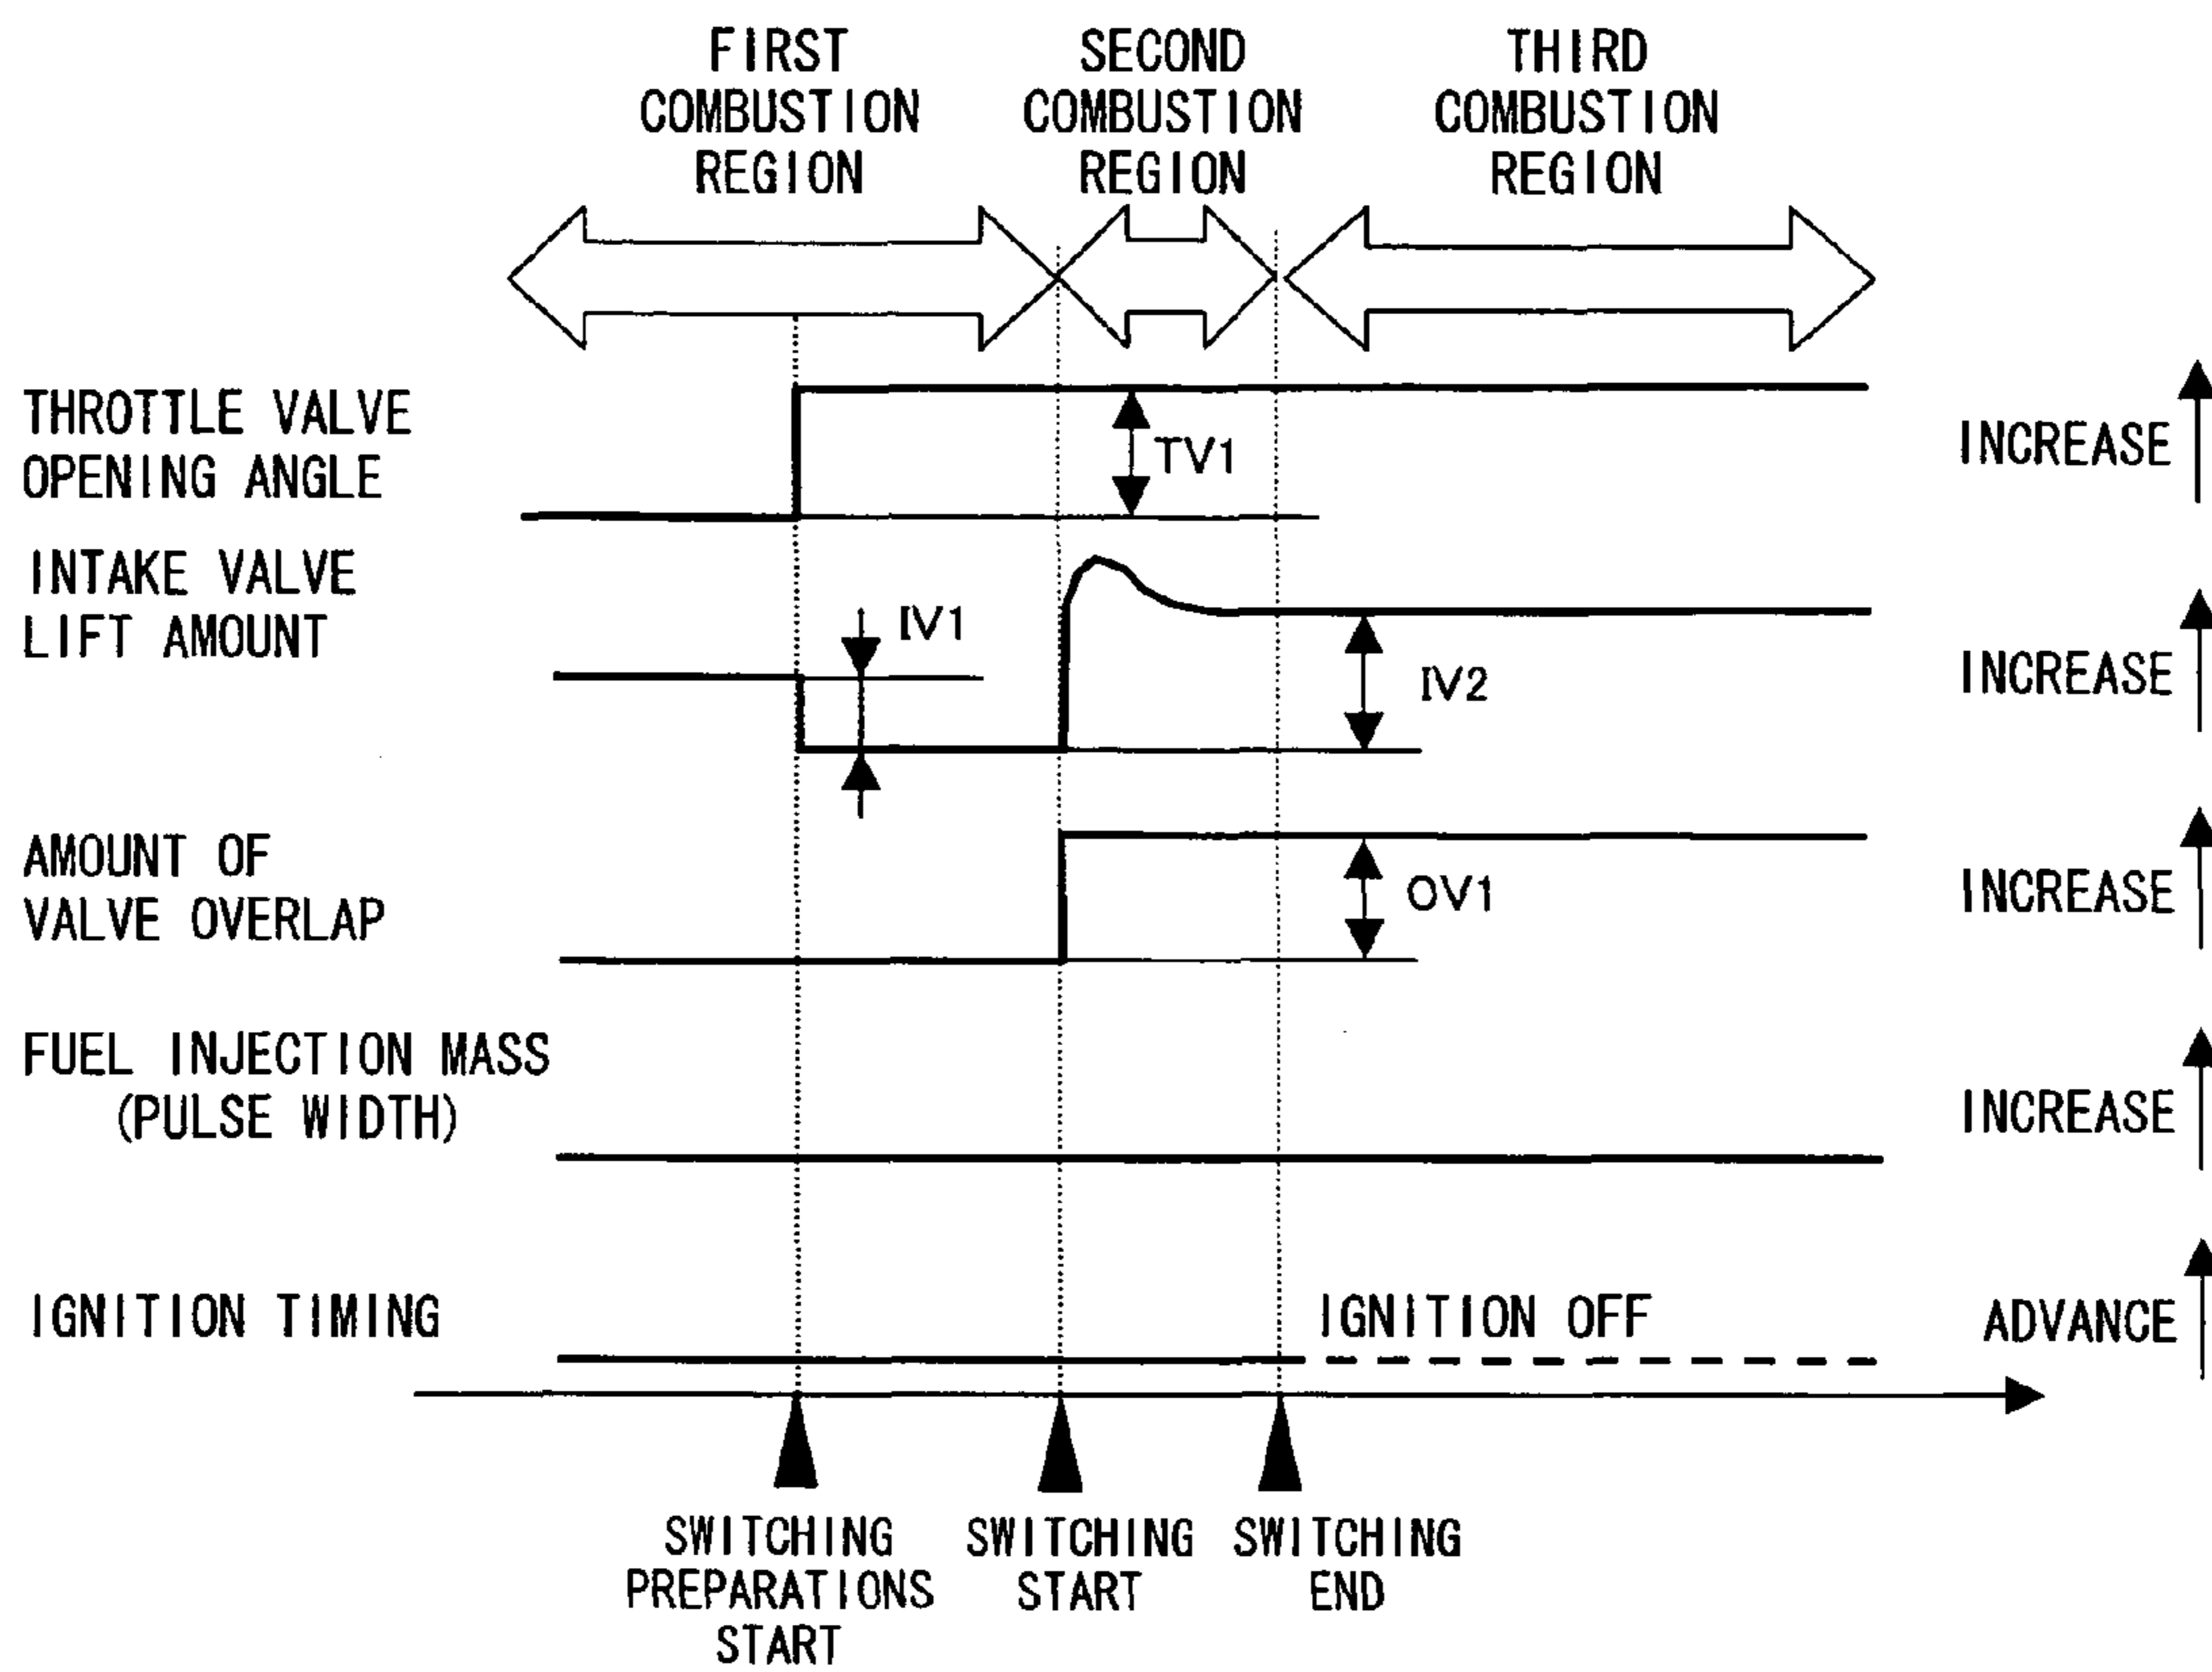 FIRST
COMBUSTION
REGION
SECOND
COMBUSTION
REGION
THIRD
COMBUSTION
REGION
THROTTLE VALVE
OPENING ANGLE
TV1
INCREASE
INTAKE VALVE
LIFT AMOUNT
IV1
IV2
INCREASE
AMOUNT OF
VALVE OVERLAP
OV1
INCREASE
FUEL INJECTION MASS
(PULSE WIDTH)
INCREASE
IGNITION TIMING
IGNITION OFF
ADVANCE
SWITCHING
PREPARATIONS
START
SWITCHING
START
SWITCHING
END